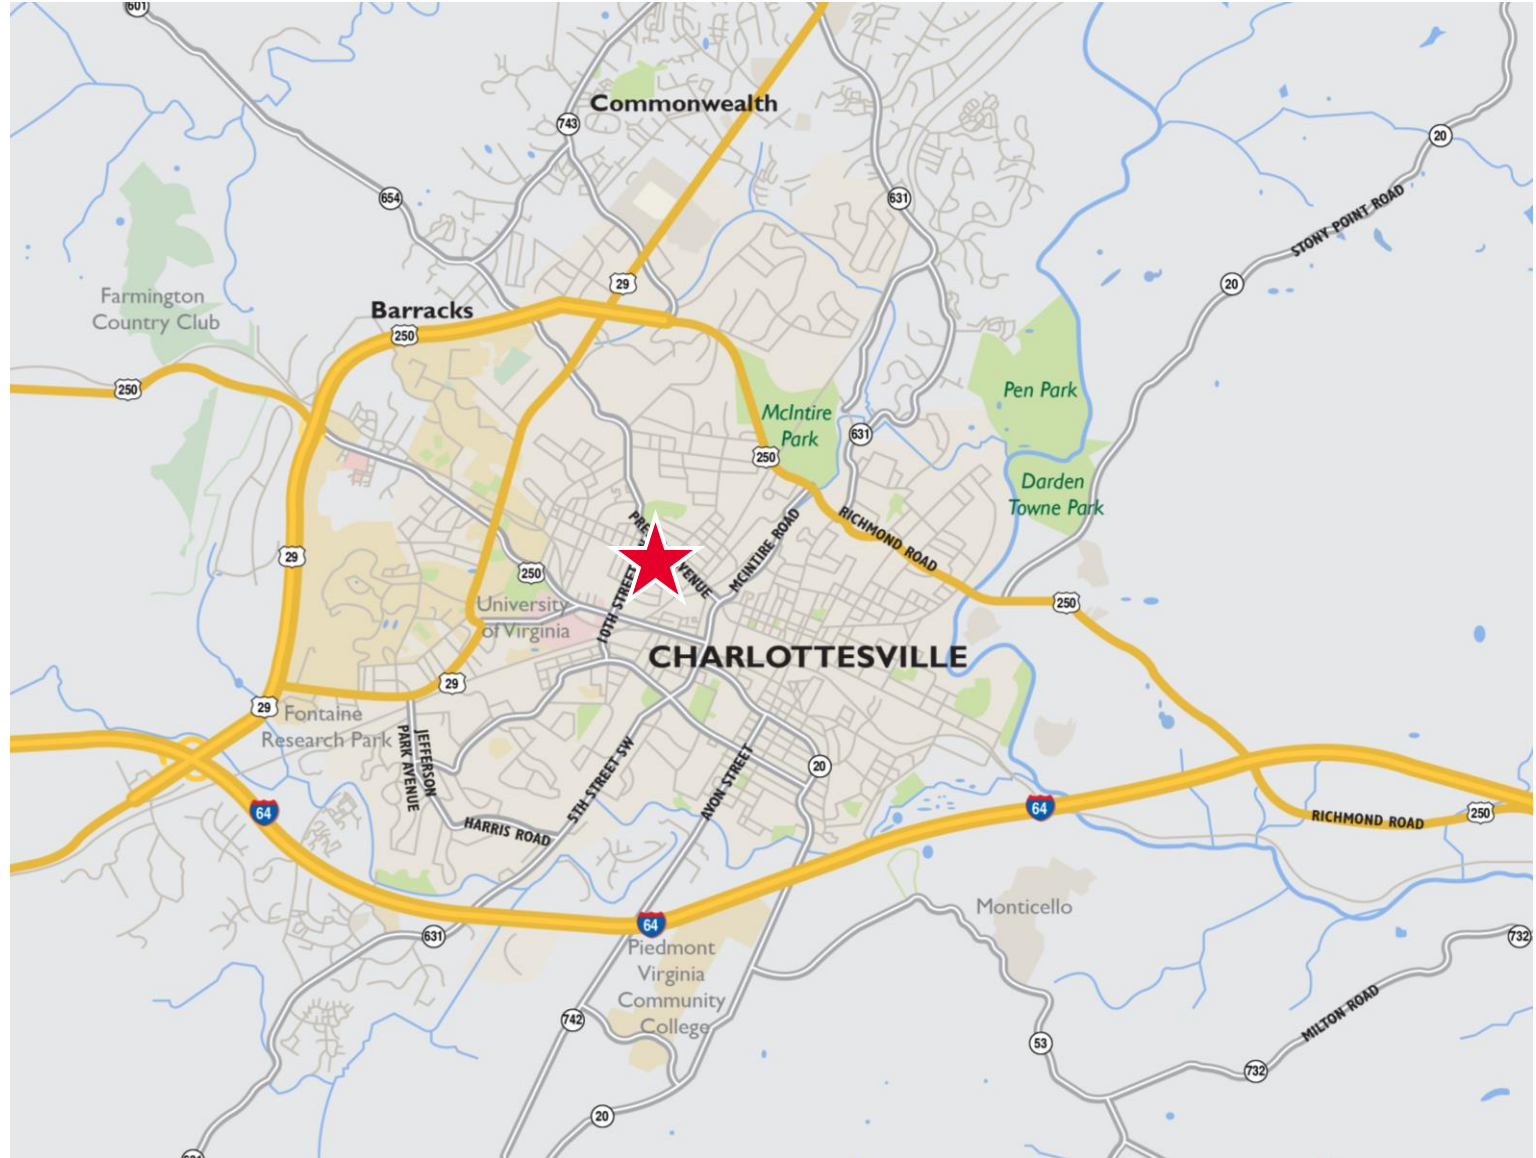 601
Commonwealth
743
20
654
631
STONY POINT ROAD
20
29
Farmington
Country Club
Barracks
250
250
Pen Park
McIntire
Park
631
250
Darden
Towne Park
RICHMOND ROAD
MCINTIRE ROAD
29
250
10TH STREET
University
of Virginia
250
CHARLOTTESVILLE
29
29
Fontaine
Research Park
JEFFERSON
PARK AVENUE
5TH STREET SW
AVON STREET
20
64
64
HARRIS ROAD
RICHMOND ROAD
250
Monticello
64
631
732
Piedmont
Virginia
Community
College
742
MILTON ROAD
53
732
20